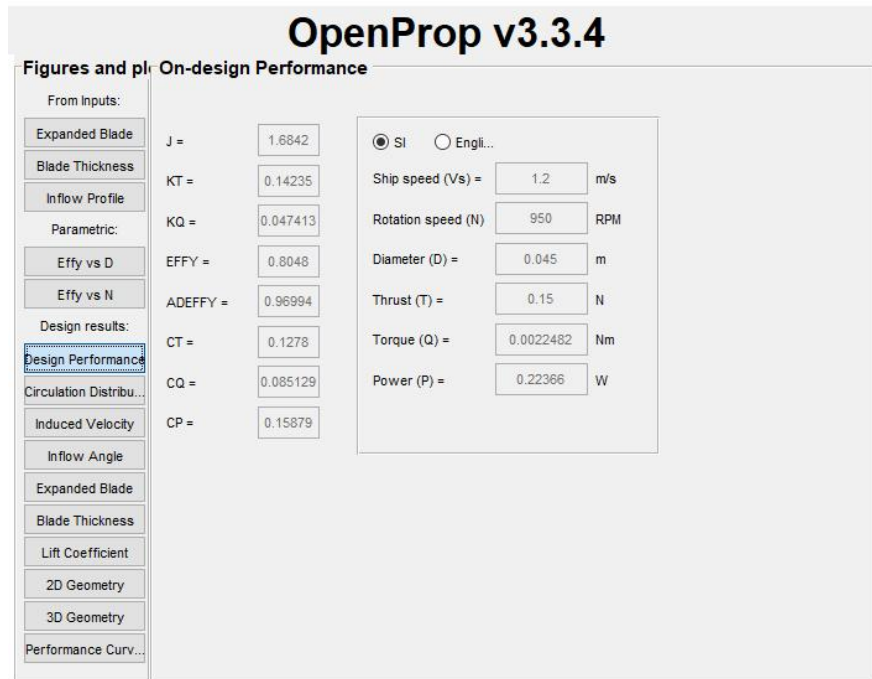 OpenProp v3.3.4
Figures and pl
From Inputs:
Expanded Blade
Blade Thickness
Inflow Profile
Parametric:
Effy vs D
Effy vs N
Design results:
Design Performance
Circulation Distribu...
Induced Velocity
Inflow Angle
Expanded Blade
Blade Thickness
Lift Coefficient
2D Geometry
3D Geometry
Performance Curv...
On-design Performance
J = 1.6842
KT = 0.14235
KQ = 0.047413
EFFY = 0.8048
ADEFFY = 0.96994
CT = 0.1278
CQ = 0.085129
CP = 0.15879
SI Engli...
Ship speed (Vs) = 1.2 m/s
Rotation speed (N) 950 RPM
Diameter (D) = 0.045 m
Thrust (T) = 0.15 N
Torque (Q) = 0.0022482 Nm
Power (P) = 0.22366 W